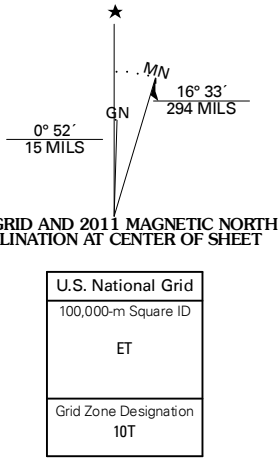 MN
GN
16° 33´
294 MILS
0° 52´
15 MILS
GRID AND 2011 MAGNETIC NORTH
LINATION AT CENTER OF SHEET
U.S. National Grid
100,000-m Square ID
ET
Grid Zone Designation
10T